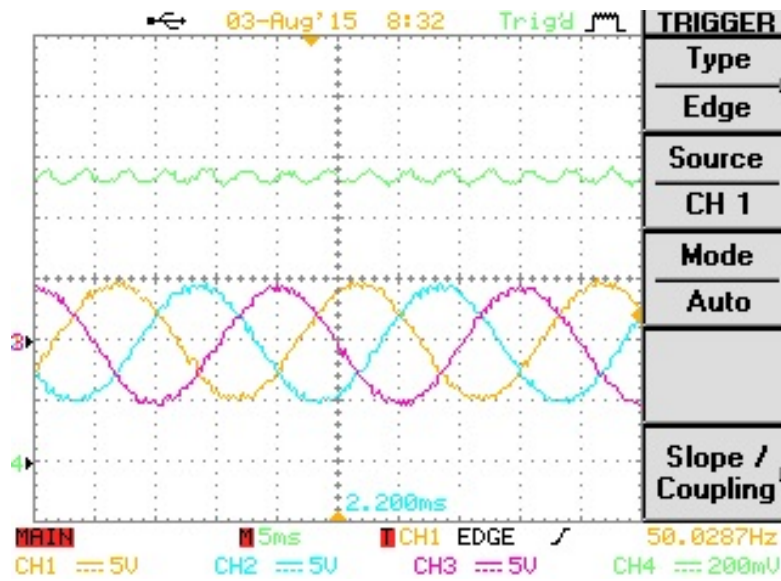 03-Aug'15 8:32 Trig'd
TRIGGER
Type
Edge
Source
CH 1
Mode
Auto
Slope /
Coupling
3
4
2.200ms
MAIN M 5ms T CH1 EDGE 50.0287Hz
CH1 5V CH2 5V CH3 5V CH4 200mV